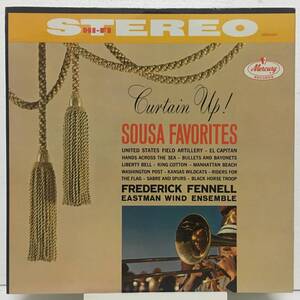 STEREO
HI-FI
Mercury
RECORDS
Curtain Up!
SOUSA FAVORITES
UNITED STATES FIELD ARTILLERY - EL CAPITAN
HANDS ACROSS THE SEA - BULLETS AND BAYONETS
LIBERTY BELL - KING COTTON - MANHATTAN BEACH
WASHINGTON POST - KANSAS WILDCATS - RIDERS FOR
THE FLAG - SABRE AND SPURS - BLACK HORSE TROOP
FREDERICK FENNELL
EASTMAN WIND ENSEMBLE